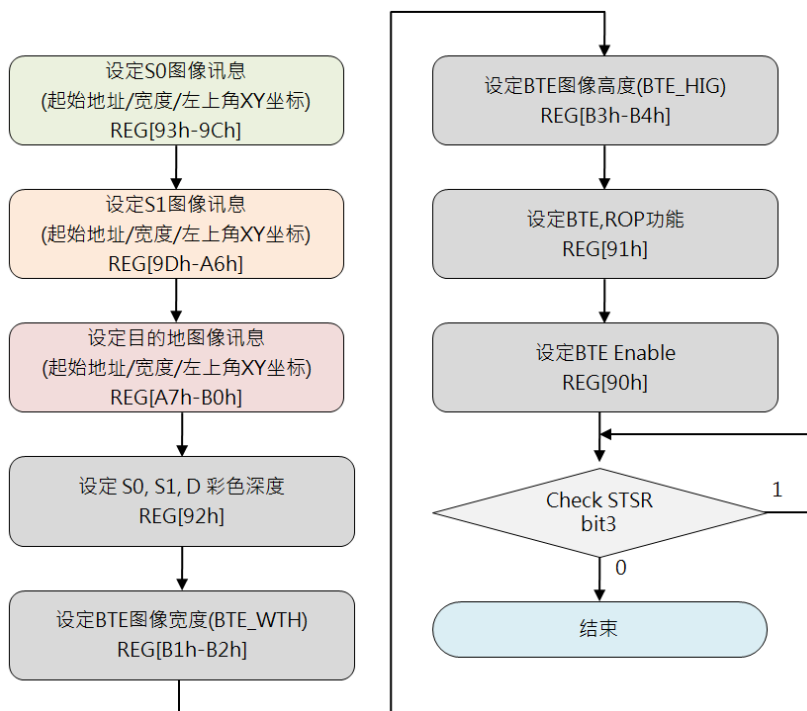 设定S0图像讯息
(起始地址/宽度/左上角XY坐标)
REG[93h-9Ch]
设定S1图像讯息
(起始地址/宽度/左上角XY坐标)
REG[9Dh-A6h]
设定目的地图像讯息
(起始地址/宽度/左上角XY坐标)
REG[A7h-B0h]
设定 S0, S1, D 彩色深度
REG[92h]
设定BTE图像宽度(BTE_WTH)
REG[B1h-B2h]
设定BTE图像高度(BTE_HIG)
REG[B3h-B4h]
设定BTE,ROP功能
REG[91h]
设定BTE Enable
REG[90h]
Check STSR
bit3
1
0
结束